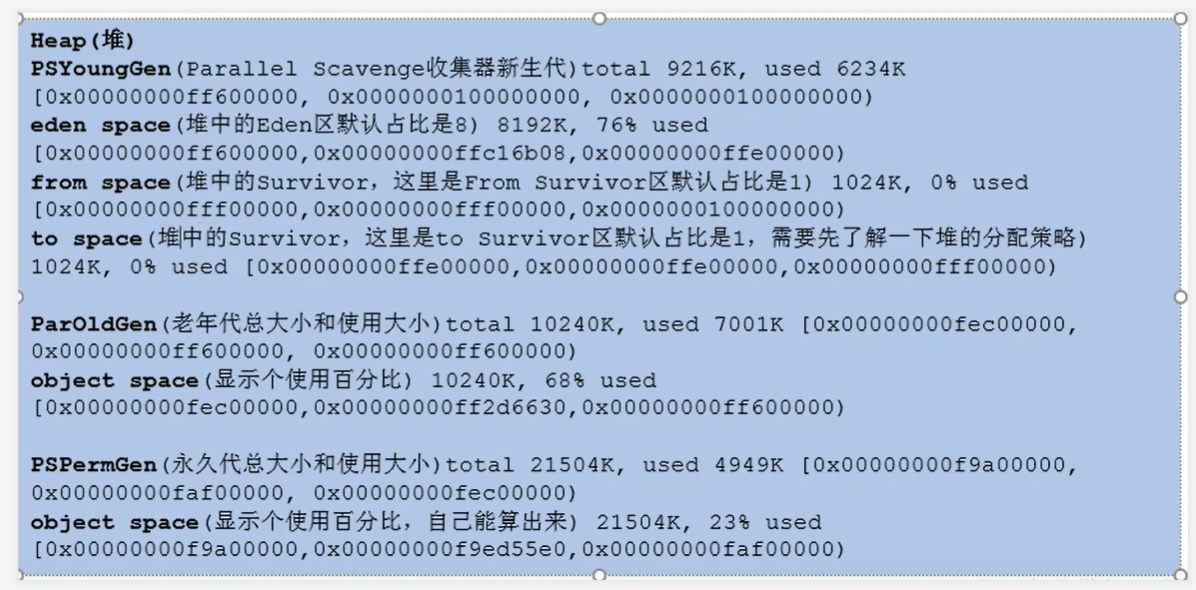 Heap(堆)
PSYoungGen(Parallel Scavenge收集器新生代)total 9216K, used 6234K
[0x00000000ff600000, 0x0000000100000000, 0x0000000100000000)
eden space(堆中的Eden区默认占比是8) 8192K, 76% used
[0x00000000ff600000,0x00000000ffc16b08,0x00000000ffe00000)
from space(堆中的Survivor，这里是From Survivor区默认占比是1) 1024K, 0% used
[0x00000000fff00000,0x00000000fff00000,0x0000000100000000)
to space(堆中的Survivor，这里是to Survivor区默认占比是1，需要先了解一下堆的分配策略)
1024K, 0% used [0x00000000ffe00000,0x00000000ffe00000,0x00000000fff00000)
ParOldGen(老年代总大小和使用大小)total 10240K, used 7001K [0x00000000fec00000,
0x00000000ff600000, 0x00000000ff600000)
object space(显示个使用百分比) 10240K, 68% used
[0x00000000fec00000,0x00000000ff2d6630,0x00000000ff600000)
PSPermGen(永久代总大小和使用大小)total 21504K, used 4949K [0x00000000f9a00000,
0x00000000faf00000, 0x00000000fec00000)
object space(显示个使用百分比，自己能算出来) 21504K, 23% used
[0x00000000f9a00000,0x00000000f9ed55e0,0x00000000faf00000)